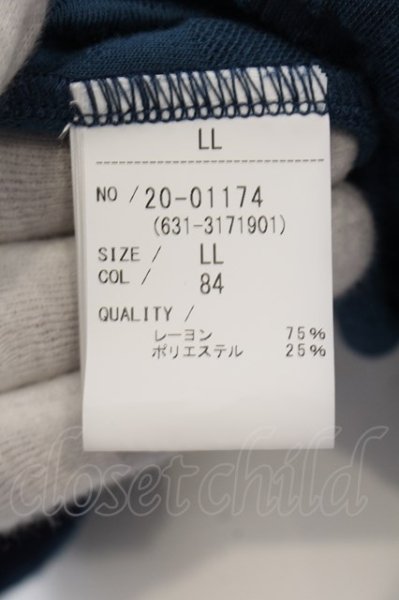 LL
NO / 20-01174
(631-3171901)
SIZE / LL
COL / 84
QUALITY /
レーヨン 75%
ポリエステル 25%
closetchild